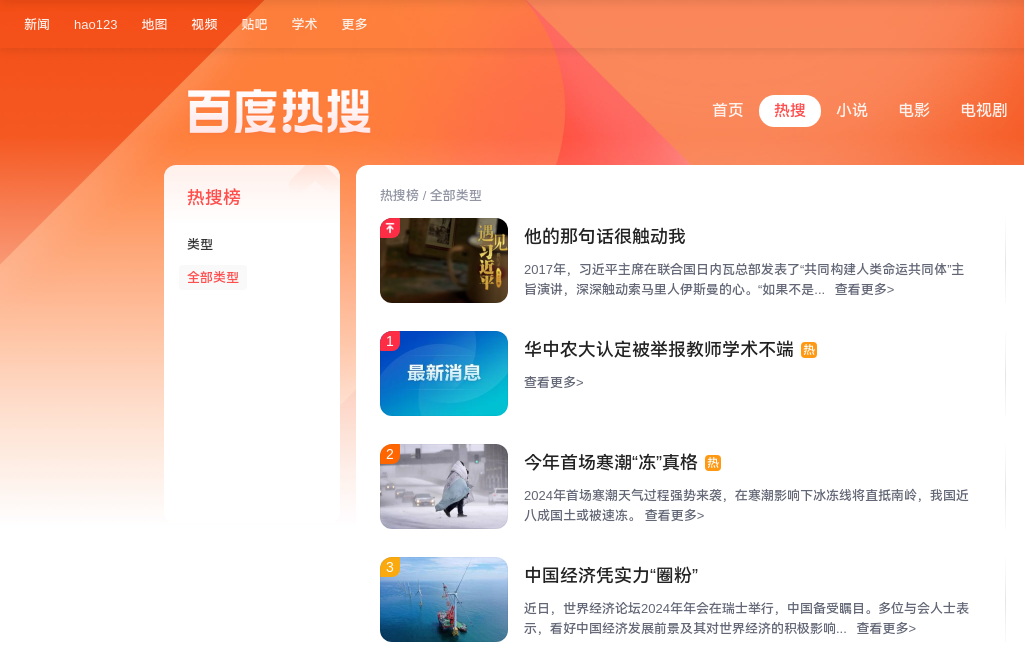 新闻 hao123 地图 视频 贴吧 学术 更多
百度热搜
首页 热搜 小说 电影 电视剧
热搜榜
类型
全部类型
热搜榜 / 全部类型
遇见
习近平
他的那句话很触动我
2017年，习近平主席在联合国日内瓦总部发表了“共同构建人类命运共同体”主
旨演讲，深深触动索马里人伊斯曼的心。“如果不是... 查看更多>
1
最新消息
华中农大认定被举报教师学术不端 热
查看更多>
2
今年首场寒潮“冻”真格 热
2024年首场寒潮天气过程强势来袭，在寒潮影响下冰冻线将直抵南岭，我国近
八成国土或被速冻。 查看更多>
3
中国经济凭实力“圈粉”
近日，世界经济论坛2024年年会在瑞士举行，中国备受瞩目。多位与会人士表
示，看好中国经济发展前景及其对世界经济的积极影响... 查看更多>